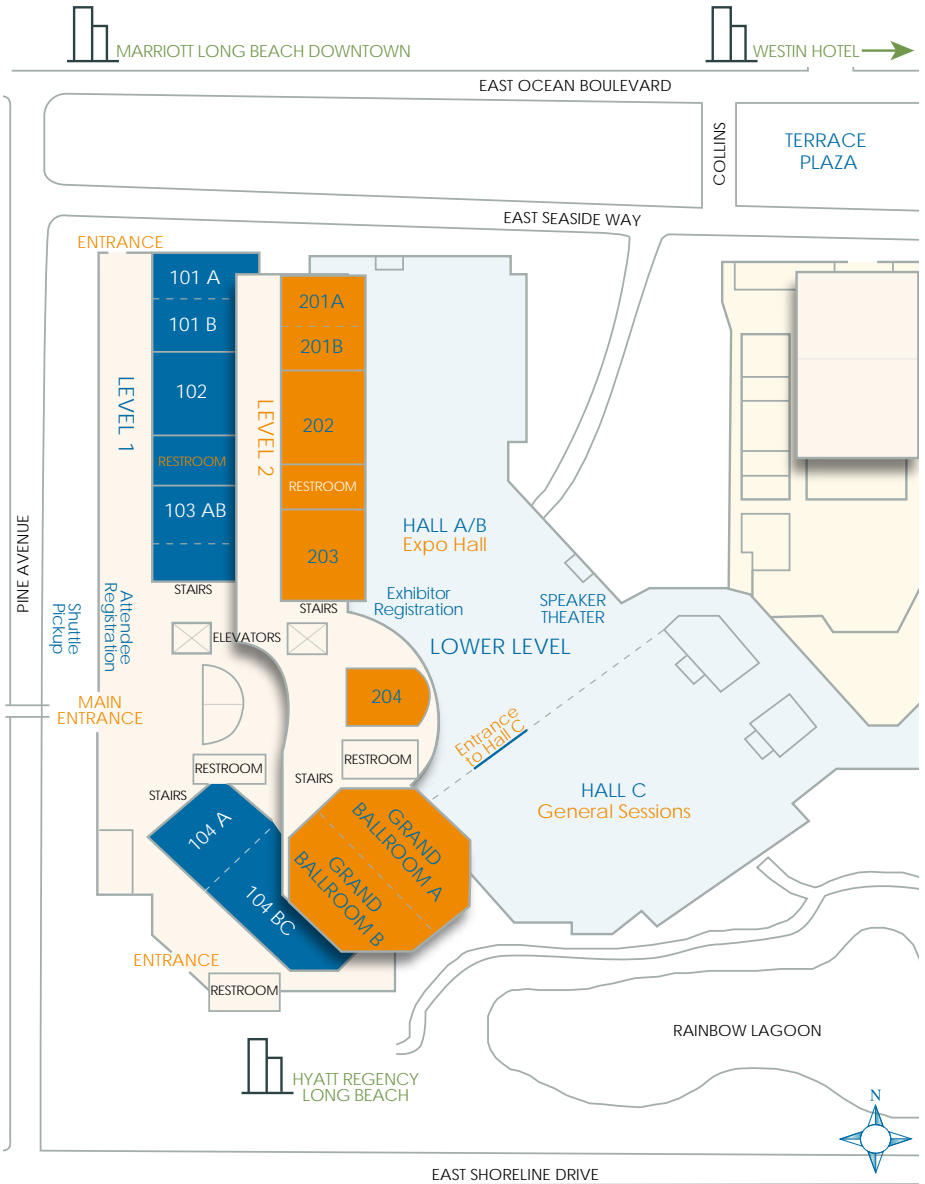 MARRIOTT LONG BEACH DOWNTOWN
WESTIN HOTEL
EAST OCEAN BOULEVARD
COLLINS
TERRACE
PLAZA
EAST SEASIDE WAY
ENTRANCE
101 A
101 B
102
RESTROOM
103 AB
LEVEL 1
201A
201B
202
RESTROOM
203
LEVEL 2
HALL A/B
Expo Hall
Exhibitor
Registration
SPEAKER
THEATER
LOWER LEVEL
PINE AVENUE
Shuttle
Pickup
Attendee
Registration
STAIRS
STAIRS
ELEVATORS
MAIN
ENTRANCE
204
RESTROOM
RESTROOM
STAIRS
STAIRS
Entrance
to Hall C
HALL C
General Sessions
104 A
104 BC
GRAND
BALLROOM A
GRAND
BALLROOM B
ENTRANCE
RESTROOM
RAINBOW LAGOON
HYATT REGENCY
LONG BEACH
N
EAST SHORELINE DRIVE